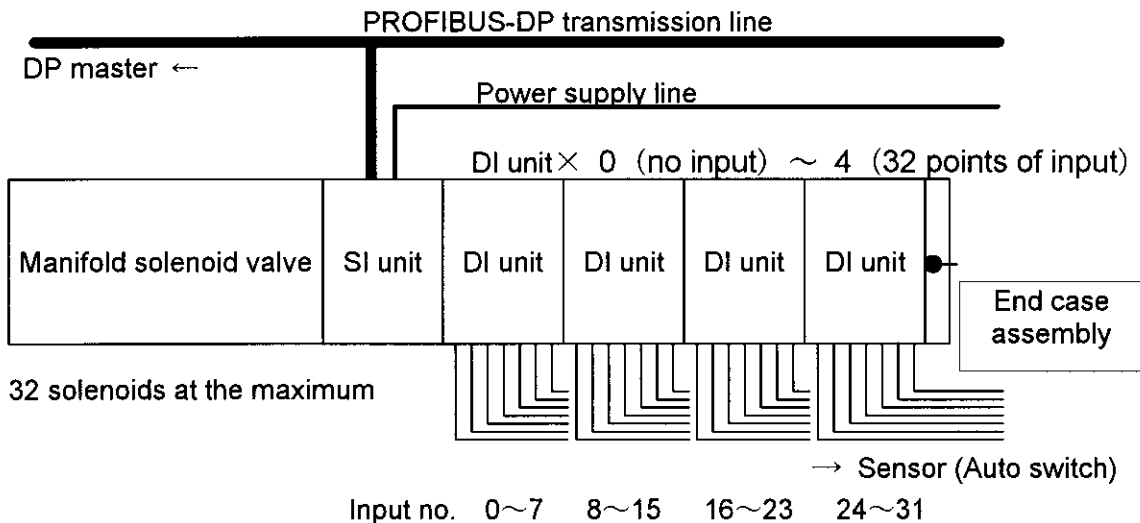 PROFIBUS-DP transmission line
DP master ←
Power supply line
DI unit× 0 (no input) ～ 4 (32 points of input)
Manifold solenoid valve
SI unit
DI unit
DI unit
DI unit
DI unit
End case
assembly
32 solenoids at the maximum
→ Sensor (Auto switch)
Input no. 0～7 8～15 16～23 24～31